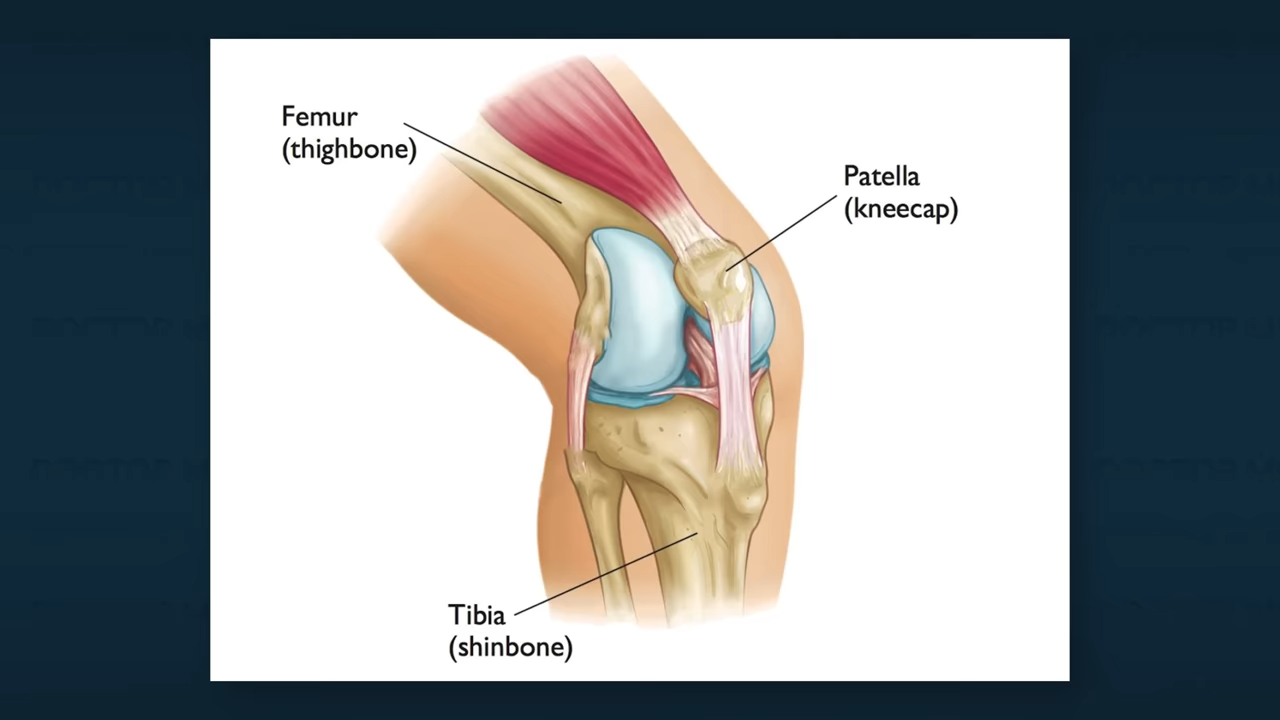 Femur
(thighbone)
Patella
(kneecap)
Tibia
(shinbone)